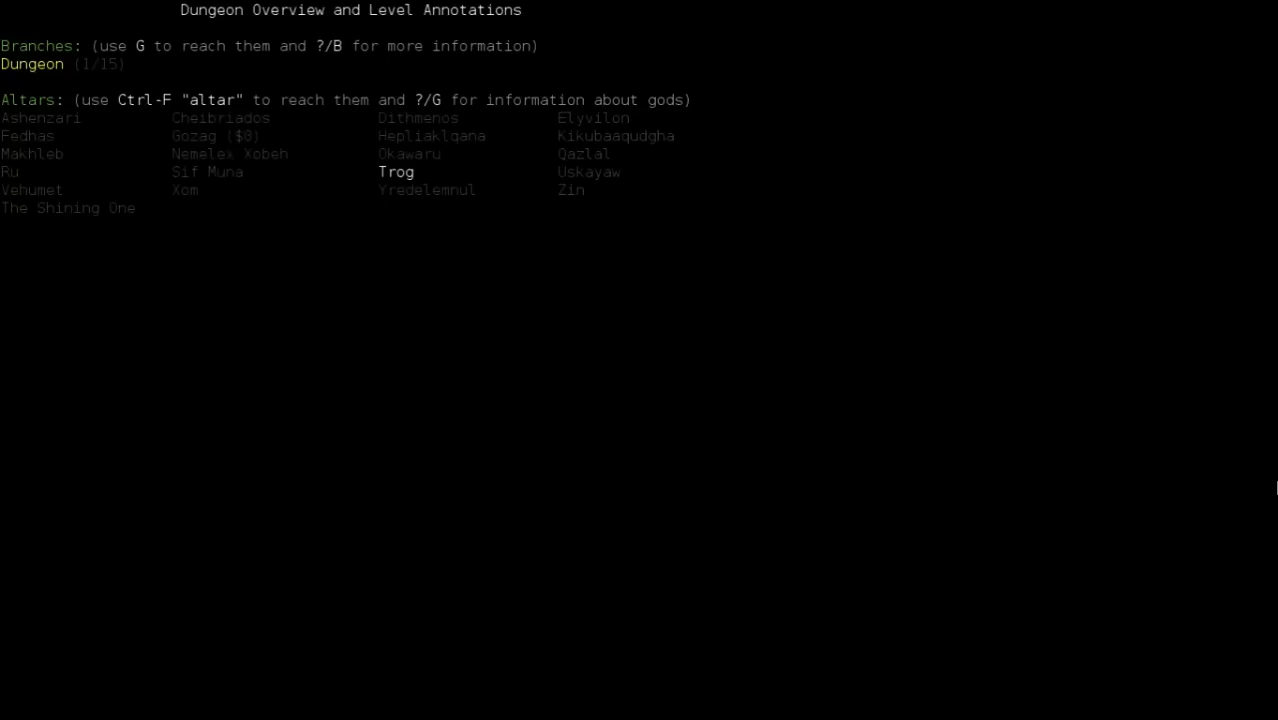 Dungeon Overview and Level Annotations
Branches: (use G to reach them and ?/B for more information)
Dungeon (1/15)
Altars: (use Ctrl-F "altar" to reach them and ?/G for information about gods)
Ashenzari Cheibriados Dithmenos Elyvilon
Fedhas Gozag ($0) Hepliaklqana Kikubaaqudgha
Makhleb Nemelex Xobeh Okawaru Qazlal
Ru Sif Muna Trog Uskayaw
Vehumet Xom Yredelemnul Zin
The Shining One